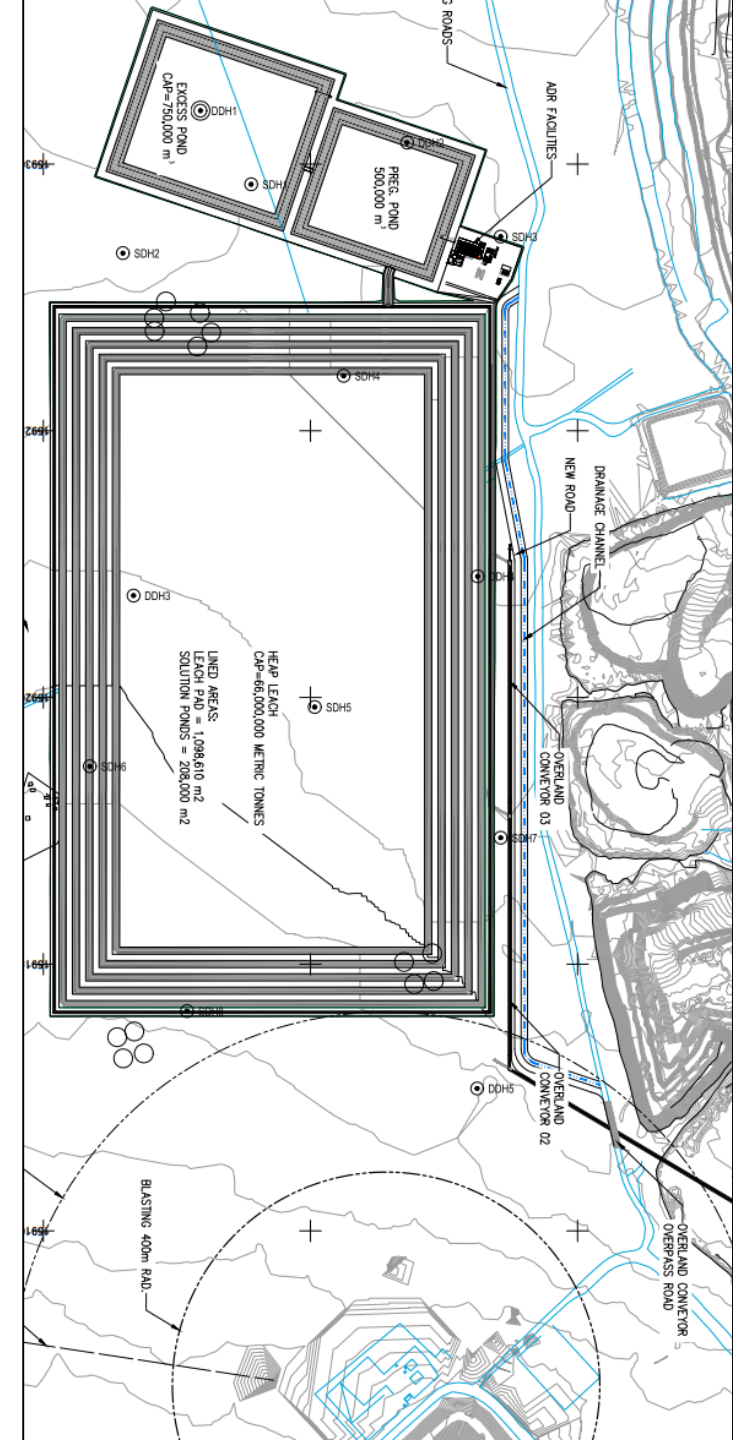 G ROADS
ADR FACILITIES
EXCESS POND
CAP=750,000 m³
DDH1
DDH2
PREG. POND
500,000 m³
SDH1
SDH3
SDH2
SDH4
DRAINAGE CHANNEL
NEW ROAD
DDH4
DDH3
HEAP LEACH
CAP=66,000,000 METRIC TONNES
LINED AREAS:
LEACH PAD = 1,098,610 m2
SOLUTION PONDS = 208,000 m2
SDH5
OVERLAND
CONVEYOR 03
SDH6
SDH7
SDH8
OVERLAND
CONVEYOR 02
DDH5
BLASTING 400m RAD.
OVERLAND CONVEYOR
OVERPASS ROAD